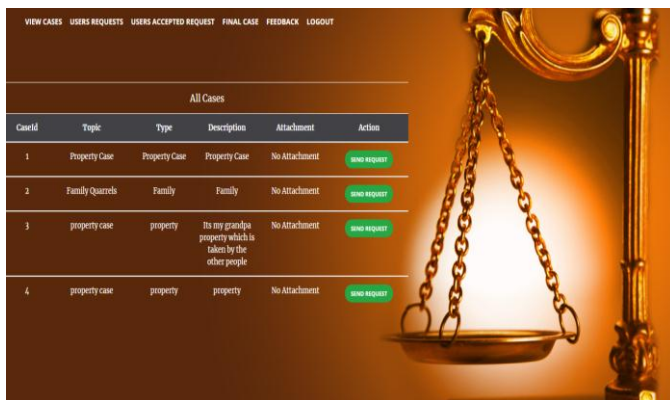 VIEW CASES USERS REQUESTS USERS ACCEPTED REQUEST FINAL CASE FEEDBACK LOGOUT
All Cases
CaseId Topic Type Description Attachment Action
1 Property Case Property Case Property Case No Attachment SEND REQUEST
2 Family Quarrels Family Family No Attachment SEND REQUEST
3 property case property Its my grandpa No Attachment SEND REQUEST
property which is
taken by the
other people
4 property case property property No Attachment SEND REQUEST